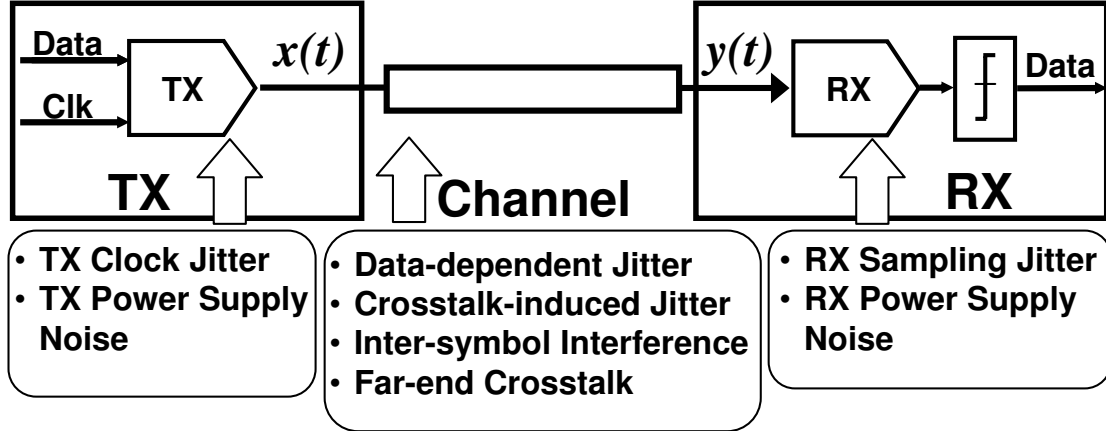 Data
Clk
TX
x(t)
TX
Channel
y(t)
RX
Data
RX
• TX Clock Jitter
• TX Power Supply
Noise
• Data-dependent Jitter
• Crosstalk-induced Jitter
• Inter-symbol Interference
• Far-end Crosstalk
• RX Sampling Jitter
• RX Power Supply
Noise